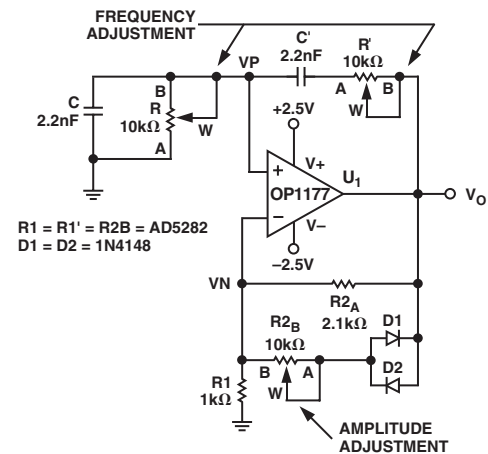 FREQUENCY
ADJUSTMENT
C'
2.2nF
R'
10kΩ
VP
A
B
W
B
R
10kΩ
W
A
C
2.2nF
+2.5V
V+
U1
+
OP1177
−
V−
−2.5V
VO
R1 = R1' = R2B = AD5282
D1 = D2 = 1N4148
VN
R2A
2.1kΩ
D1
D2
R2B
10kΩ
B
A
W
R1
1kΩ
AMPLITUDE
ADJUSTMENT